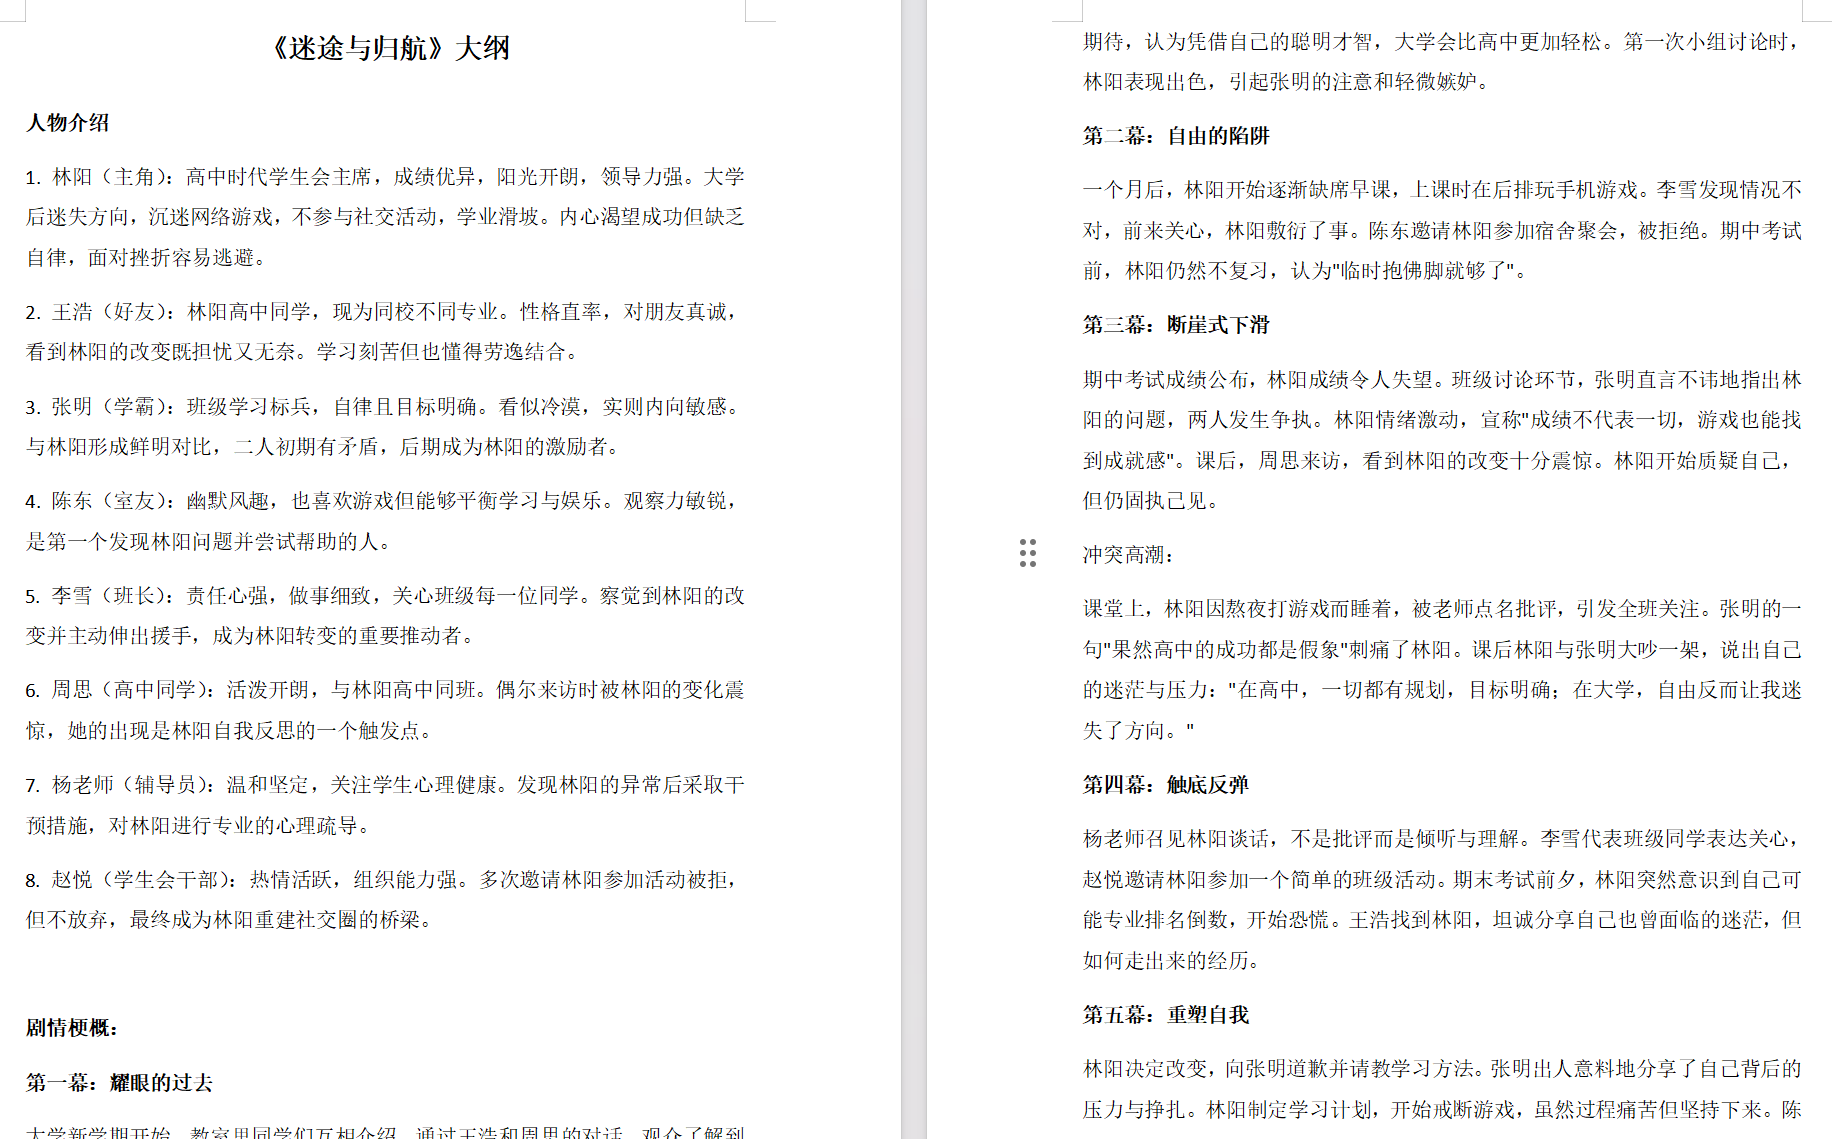 《迷途与归航》大纲
人物介绍
1. 林阳（主角）：高中时代学生会主席，成绩优异，阳光开朗，领导力强。大学
后迷失方向，沉迷网络游戏，不参与社交活动，学业滑坡。内心渴望成功但缺乏
自律，面对挫折容易逃避。
2. 王浩（好友）：林阳高中同学，现为同校不同专业。性格直率，对朋友真诚，
看到林阳的改变既担忧又无奈。学习刻苦但也懂得劳逸结合。
3. 张明（学霸）：班级学习标兵，自律且目标明确。看似冷漠，实则内向敏感。
与林阳形成鲜明对比，二人初期有矛盾，后期成为林阳的激励者。
4. 陈东（室友）：幽默风趣，也喜欢游戏但能够平衡学习与娱乐。观察力敏锐，
是第一个发现林阳问题并尝试帮助的人。
5. 李雪（班长）：责任心强，做事细致，关心班级每一位同学。察觉到林阳的改
变并主动伸出援手，成为林阳转变的重要推动者。
6. 周思（高中同学）：活泼开朗，与林阳高中同班。偶尔来访时被林阳的变化震
惊，她的出现是林阳自我反思的一个触发点。
7. 杨老师（辅导员）：温和坚定，关注学生心理健康。发现林阳的异常后采取干
预措施，对林阳进行专业的心理疏导。
8. 赵悦（学生会干部）：热情活跃，组织能力强。多次邀请林阳参加活动被拒，
但不放弃，最终成为林阳重建社交圈的桥梁。
剧情梗概：
第一幕：耀眼的过去
大学新学期开始，教室里同学们互相介绍，通过王浩和周思的对话，观众了解到
期待，认为凭借自己的聪明才智，大学会比高中更加轻松。第一次小组讨论时，
林阳表现出色，引起张明的注意和轻微嫉妒。
第二幕：自由的陷阱
一个月后，林阳开始逐渐缺席早课，上课时在后排玩手机游戏。李雪发现情况不
对，前来关心，林阳敷衍了事。陈东邀请林阳参加宿舍聚会，被拒绝。期中考试
前，林阳仍然不复习，认为"临时抱佛脚就够了"。
第三幕：断崖式下滑
期中考试成绩公布，林阳成绩令人失望。班级讨论环节，张明直言不讳地指出林
阳的问题，两人发生争执。林阳情绪激动，宣称"成绩不代表一切，游戏也能找
到成就感"。课后，周思来访，看到林阳的改变十分震惊。林阳开始质疑自己，
但仍固执己见。
冲突高潮：
课堂上，林阳因熬夜打游戏而睡着，被老师点名批评，引发全班关注。张明的一
句"果然高中的成功都是假象"刺痛了林阳。课后林阳与张明大吵一架，说出自己
的迷茫与压力："在高中，一切都有规划，目标明确；在大学，自由反而让我迷
失了方向。"
第四幕：触底反弹
杨老师召见林阳谈话，不是批评而是倾听与理解。李雪代表班级同学表达关心，
赵悦邀请林阳参加一个简单的班级活动。期末考试前夕，林阳突然意识到自己可
能专业排名倒数，开始恐慌。王浩找到林阳，坦诚分享自己也曾面临的迷茫，但
如何走出来的经历。
第五幕：重塑自我
林阳决定改变，向张明道歉并请教学习方法。张明出人意料地分享了自己背后的
压力与挣扎。林阳制定学习计划，开始戒断游戏，虽然过程痛苦但坚持下来。陈